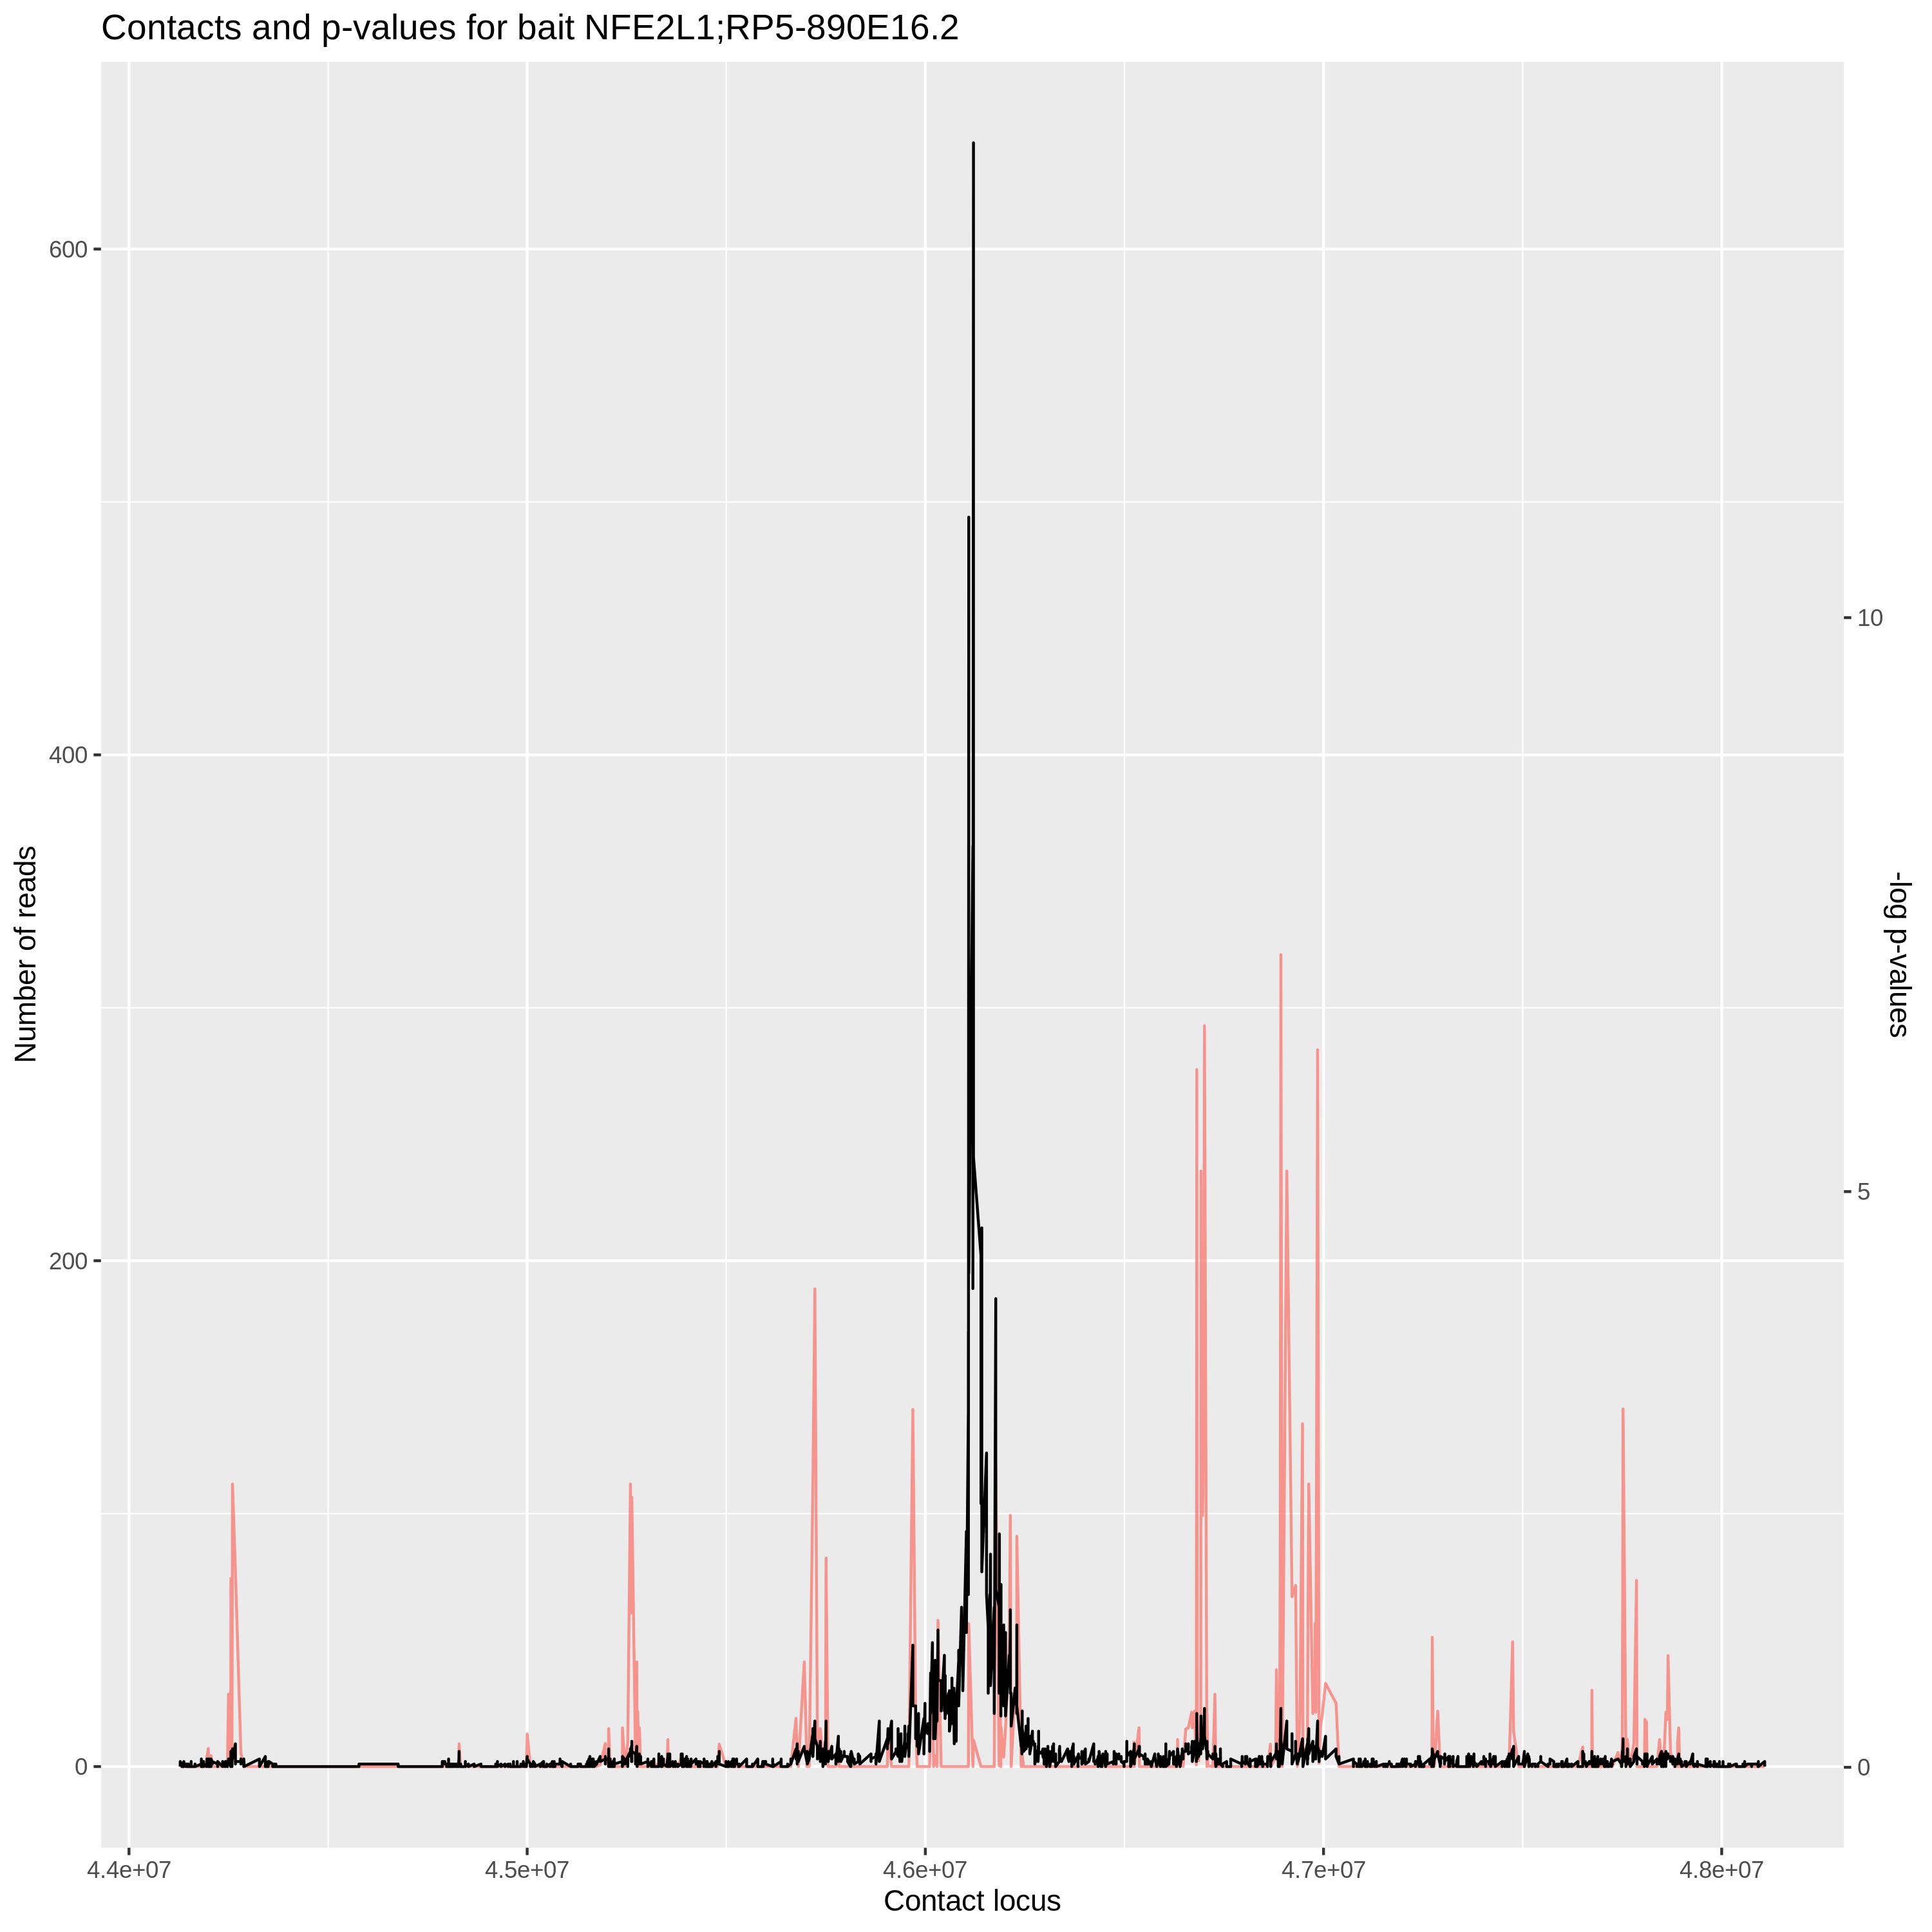 Contacts and p-values for bait NFE2L1;RP5-890E16.2
600
400
200
0
Number of reads
10
5
0
-log p-values
4.4e+07
4.5e+07
4.6e+07
4.7e+07
4.8e+07
Contact locus